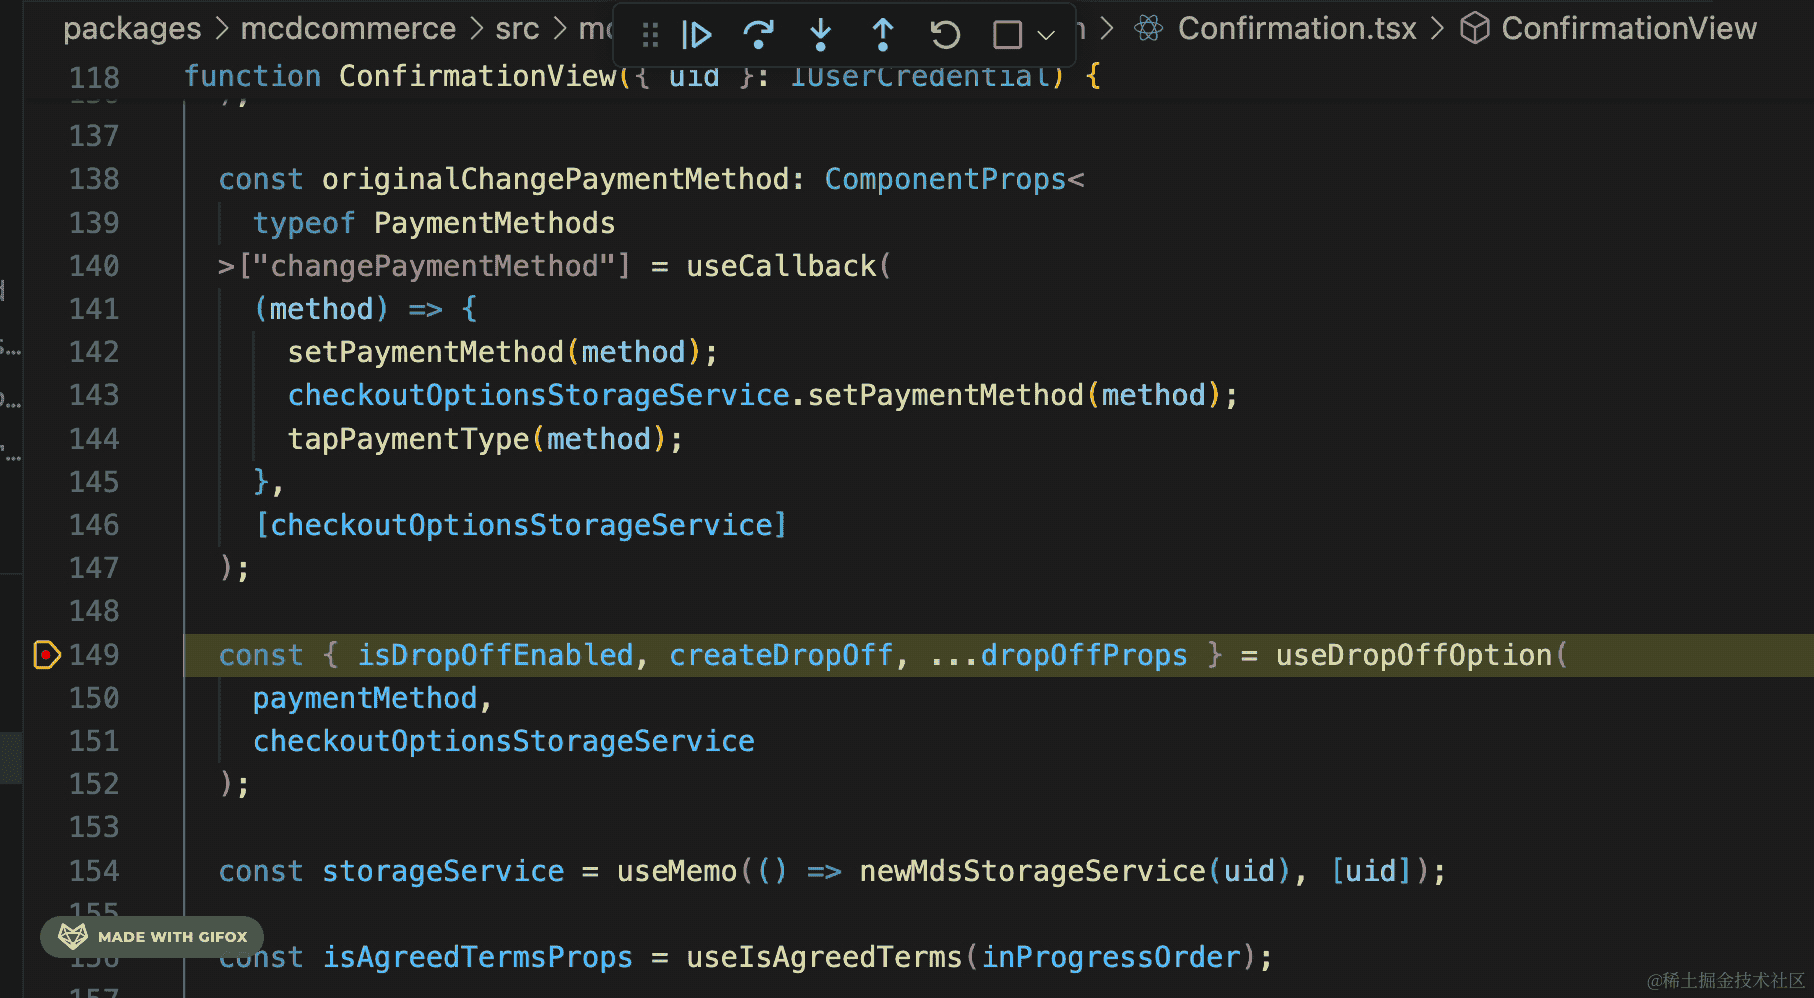 packages > mcdcommerce > src > mc > Confirmation.tsx > ConfirmationView
118 function ConfirmationView({ uid }: IUserCredential) {
136 );
137
138 const originalChangePaymentMethod: ComponentProps<
139 typeof PaymentMethods
140 >["changePaymentMethod"] = useCallback(
141 (method) => {
142 setPaymentMethod(method);
143 checkoutOptionsStorageService.setPaymentMethod(method);
144 tapPaymentType(method);
145 },
146 [checkoutOptionsStorageService]
147 );
148
149 const { isDropOffEnabled, createDropOff, ...dropOffProps } = useDropOffOption(
150 paymentMethod,
151 checkoutOptionsStorageService
152 );
153
154 const storageService = useMemo(() => newMdsStorageService(uid), [uid]);
155
MADE WITH GIFOX
156 const isAgreedTermsProps = useIsAgreedTerms(inProgressOrder);
157
@稀土掘金技术社区